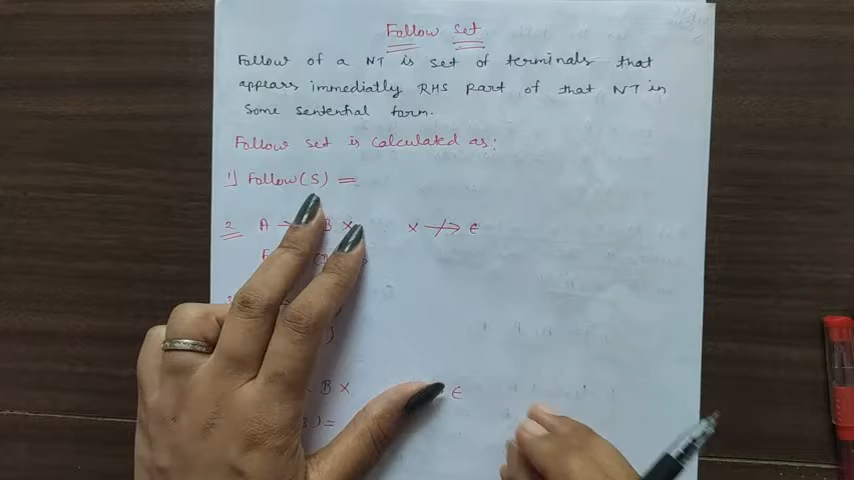 Follow set
Follow of a NT is set of terminals that
appears immediatly RHS part of that NT in
Some sentential form.
Follow set is calculated as:
1) Follow(S) =
2 A → B X X ↛ ε
B X ε
) =